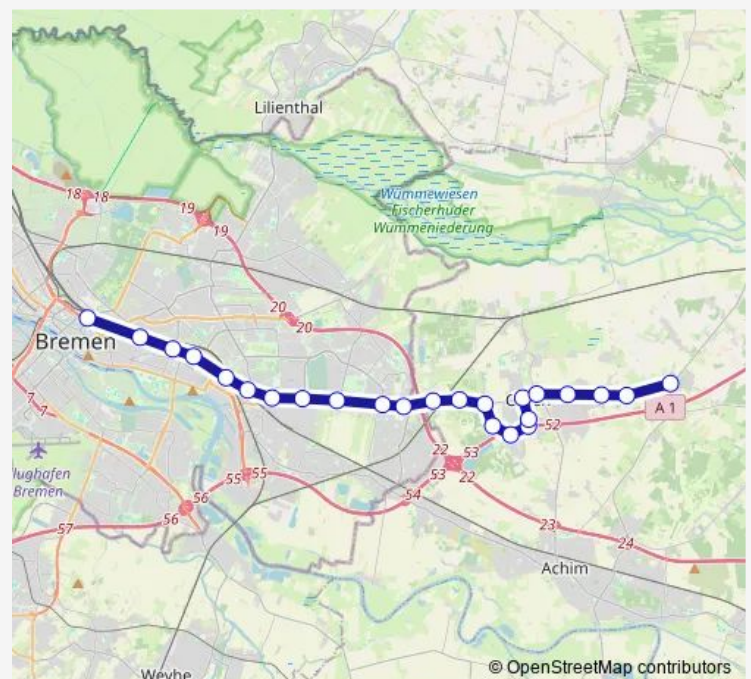 Lilienthal
18
18
Wümmewiesen
Fischerhuder
Wümmeniederung
19
19
20
20
Bremen
A 1
7
7
52
lughafen
Bremen
22
53
53
22
55
55
54
56
56
57
23
24
Achim
Weyhe
© OpenStreetMap contributors